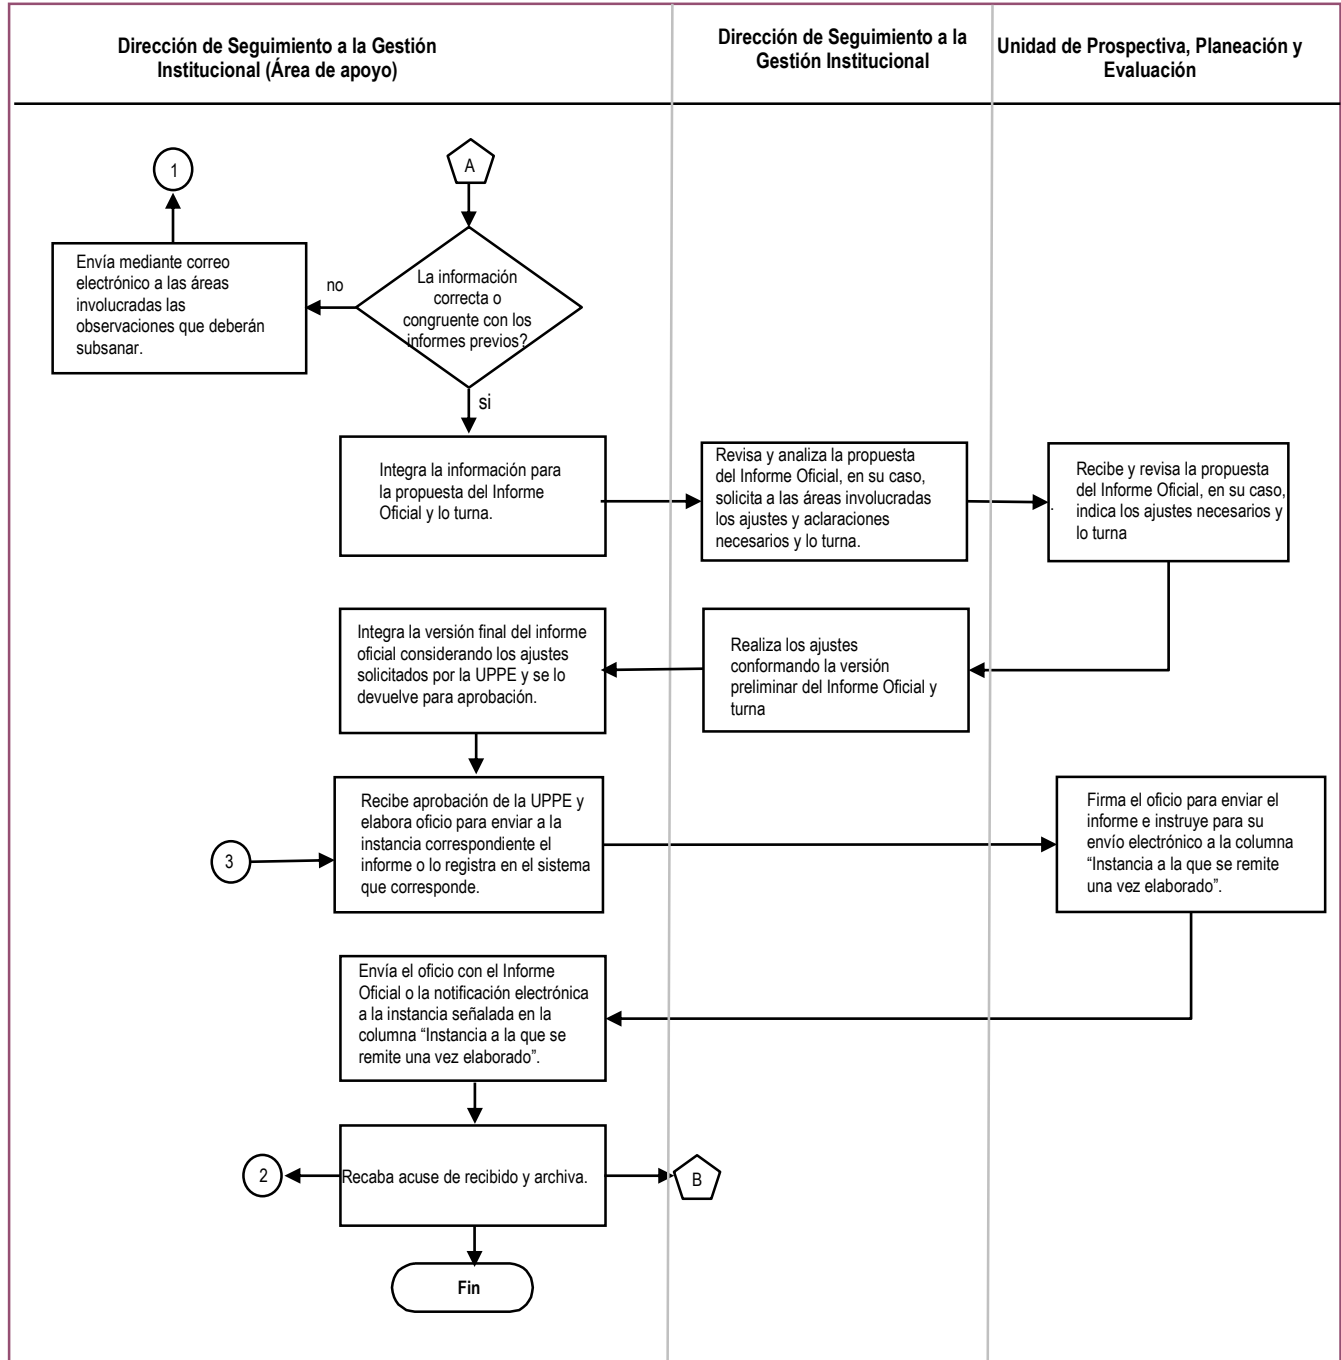 Dirección de Seguimiento a la Gestión
Institucional (Área de apoyo)
Dirección de Seguimiento a la
Gestión Institucional
Unidad de Prospectiva, Planeación y
Evaluación
1
A
Envía mediante correo
electrónico a las áreas
involucradas las
observaciones que deberán
subsanar.
no
La información
correcta o
congruente con los
informes previos?
si
Integra la información para
la propuesta del Informe
Oficial y lo turna.
Revisa y analiza la propuesta
del Informe Oficial, en su caso,
solicita a las áreas involucradas
los ajustes y aclaraciones
necesarios y lo turna.
.
Recibe y revisa la propuesta
del Informe Oficial, en su caso,
indica los ajustes necesarios y
lo turna
Integra la versión final del informe
oficial considerando los ajustes
solicitados por la UPPE y se lo
devuelve para aprobación.
Realiza los ajustes
conformando la versión
preliminar del Informe Oficial y
turna
3
Recibe aprobación de la UPPE y
elabora oficio para enviar a la
instancia correspondiente el
informe o lo registra en el sistema
que corresponde.
Firma el oficio para enviar el
informe e instruye para su
envío electrónico a la columna
“Instancia a la que se remite
una vez elaborado”.
Envía el oficio con el Informe
Oficial o la notificación electrónica
a la instancia señalada en la
columna “Instancia a la que se
remite una vez elaborado”.
2
Recaba acuse de recibido y archiva.
B
Fin